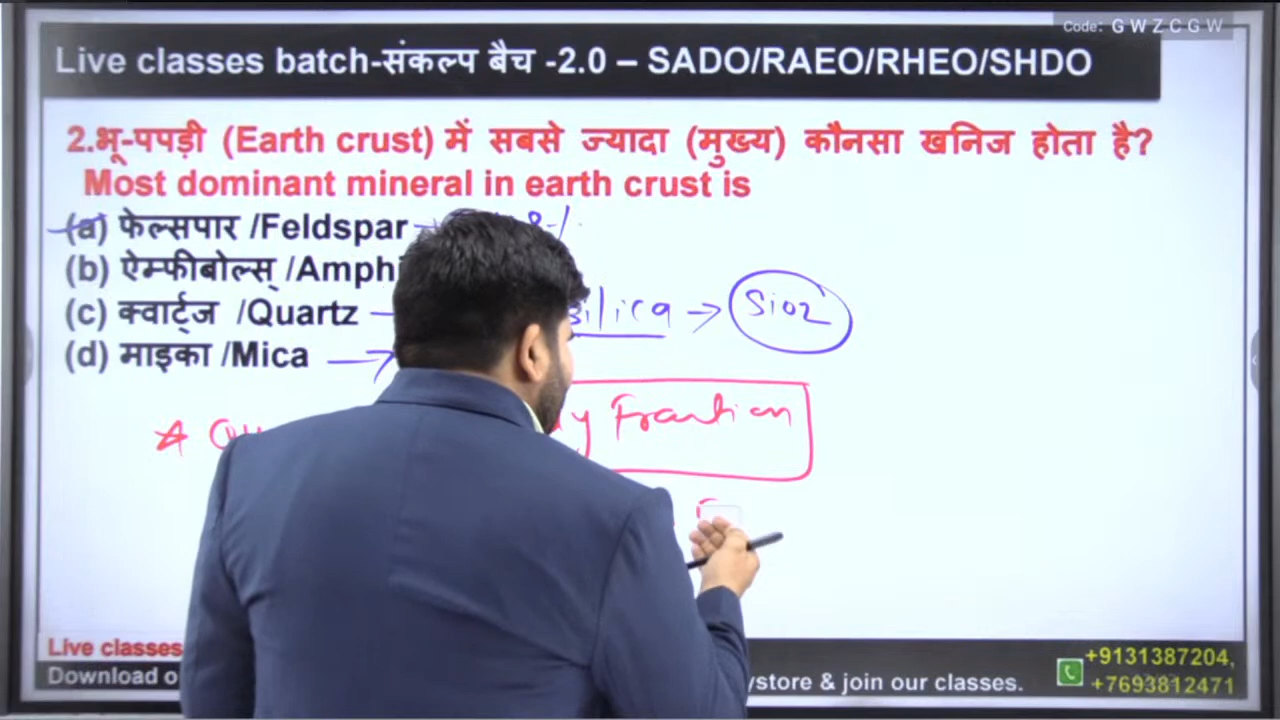 Code: G W Z C G W
Live classes batch-संकल्प बैच -2.0 – SADO/RAEO/RHEO/SHDO
2.भू-पपड़ी (Earth crust) में सबसे ज्यादा (मुख्य) कौनसा खनिज होता है?
Most dominant mineral in earth crust is
(a) फेल्सपार /Feldspar
(b) ऐम्फीबोल्स् /Amphi
(c) क्वार्ट्ज /Quartz silica → SiO2
(d) माइका /Mica →
Fraction
Live classes
Download ystore & join our classes.
+9131387204,
+7693812471